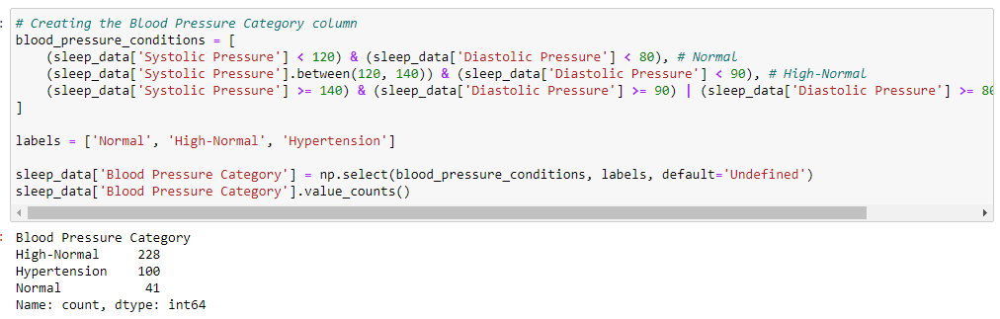 # Creating the Blood Pressure Category column
blood_pressure_conditions = [
(sleep_data['Systolic Pressure'] < 120) & (sleep_data['Diastolic Pressure'] < 80), # Normal
(sleep_data['Systolic Pressure'].between(120, 140)) & (sleep_data['Diastolic Pressure'] < 90), # High-Normal
(sleep_data['Systolic Pressure'] >= 140) & (sleep_data['Diastolic Pressure'] >= 90) | (sleep_data['Diastolic Pressure'] >= 80
]
labels = ['Normal', 'High-Normal', 'Hypertension']
sleep_data['Blood Pressure Category'] = np.select(blood_pressure_conditions, labels, default='Undefined')
sleep_data['Blood Pressure Category'].value_counts()
Blood Pressure Category
High-Normal 228
Hypertension 100
Normal 41
Name: count, dtype: int64